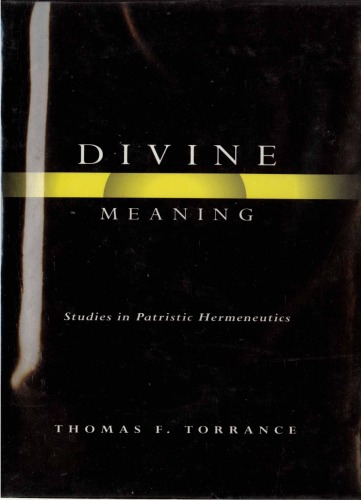 DIVINE
MEANING
Studies in Patristic Hermeneutics
THOMAS F. TORRANCE